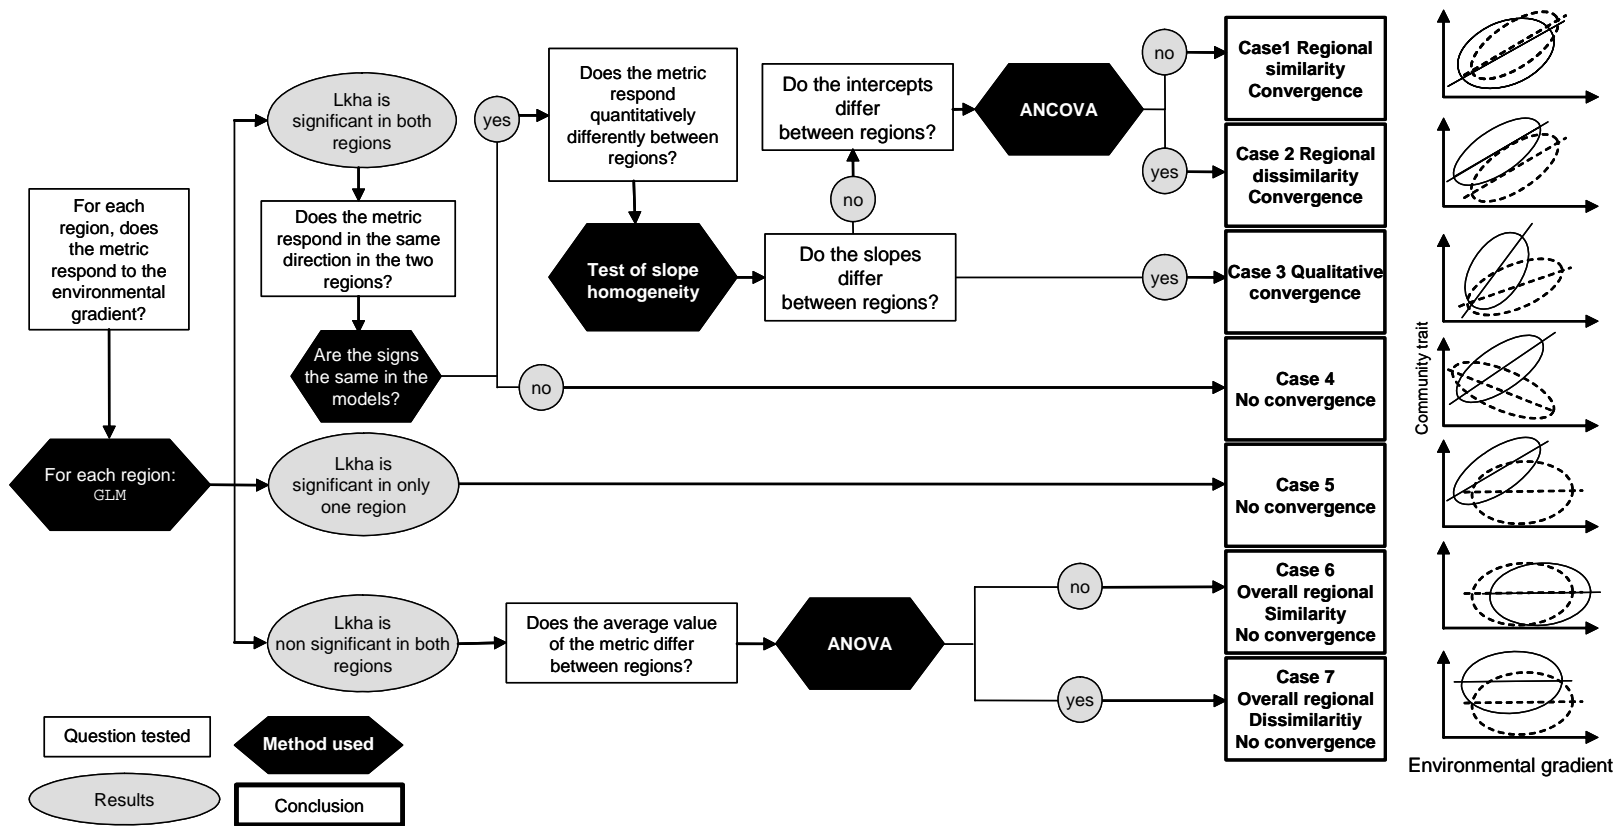 For each
region, does
the metric
respond to the
environmental
gradient?
For each region:
GLM
Lkha is
significant in both
regions
Does the metric
respond in the same
direction in the two
regions?
Are the signs
the same in the
models?
yes
no
Does the metric
respond
quantitatively
differently between
regions?
Test of slope
homogeneity
Do the slopes
differ
between regions?
no
Do the intercepts
differ
between regions?
ANCOVA
no
yes
yes
Case1 Regional
similarity
Convergence
Case 2 Regional
dissimilarity
Convergence
Case 3 Qualitative
convergence
Case 4
No convergence
Lkha is
significant in only
one region
Case 5
No convergence
Lkha is
non significant in both
regions
Does the average value
of the metric differ
between regions?
ANOVA
no
yes
Case 6
Overall regional
Similarity
No convergence
Case 7
Overall regional
Dissimilaritiy
No convergence
Community trait
Environmental gradient
Question tested
Method used
Results
Conclusion